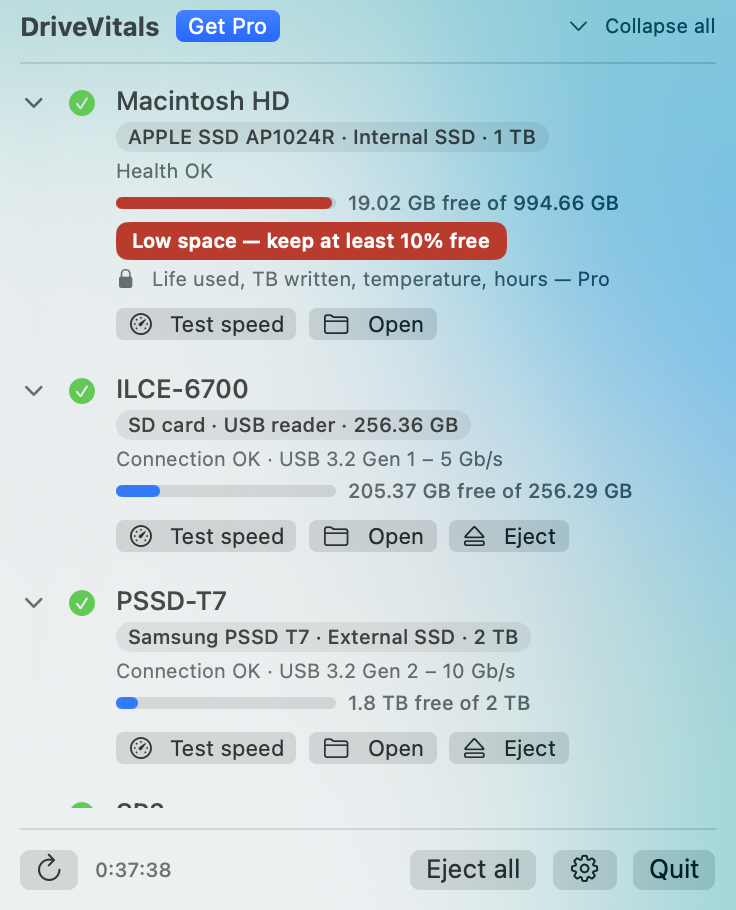 DriveVitals Get Pro Collapse all
Macintosh HD
APPLE SSD AP1024R · Internal SSD · 1 TB
Health OK
19.02 GB free of 994.66 GB
Low space — keep at least 10% free
Life used, TB written, temperature, hours — Pro
Test speed Open
ILCE-6700
SD card · USB reader · 256.36 GB
Connection OK · USB 3.2 Gen 1 – 5 Gb/s
205.37 GB free of 256.29 GB
Test speed Open Eject
PSSD-T7
Samsung PSSD T7 · External SSD · 2 TB
Connection OK · USB 3.2 Gen 2 – 10 Gb/s
1.8 TB free of 2 TB
Test speed Open Eject
0:37:38 Eject all Quit